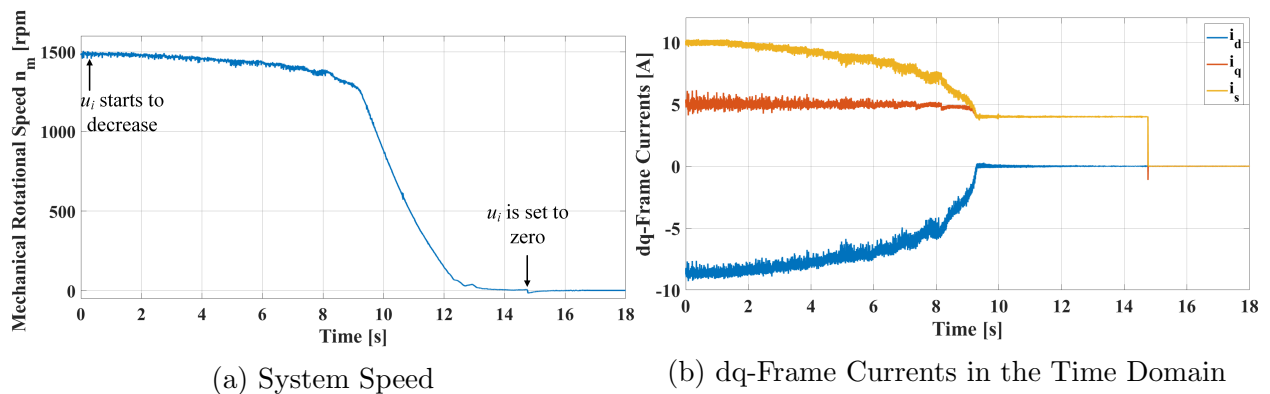 Mechanical Rotational Speed n_m [rpm
1500
1000
500
0
u_i starts to
decrease
u_i is set to
zero
0 2 4 6 8 10 12 14 16 18
Time [s]
(a) System Speed
dq-Frame Currents [A]
10
5
0
-5
-10
i_d
i_q
i_s
0 2 4 6 8 10 12 14 16 18
Time [s]
(b) dq-Frame Currents in the Time Domain